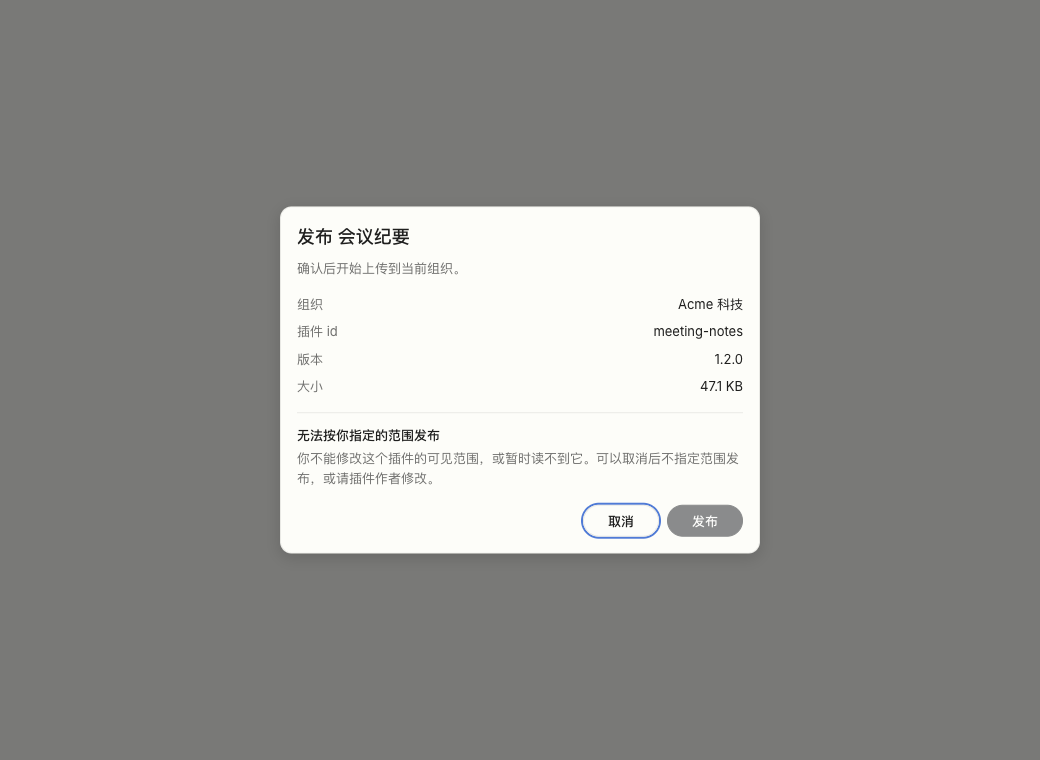 发布 会议纪要
确认后开始上传到当前组织。
组织 Acme 科技
插件 id meeting-notes
版本 1.2.0
大小 47.1 KB
无法按你指定的范围发布
你不能修改这个插件的可见范围，或暂时读不到它。可以取消后不指定范围发
布，或请插件作者修改。
取消 发布